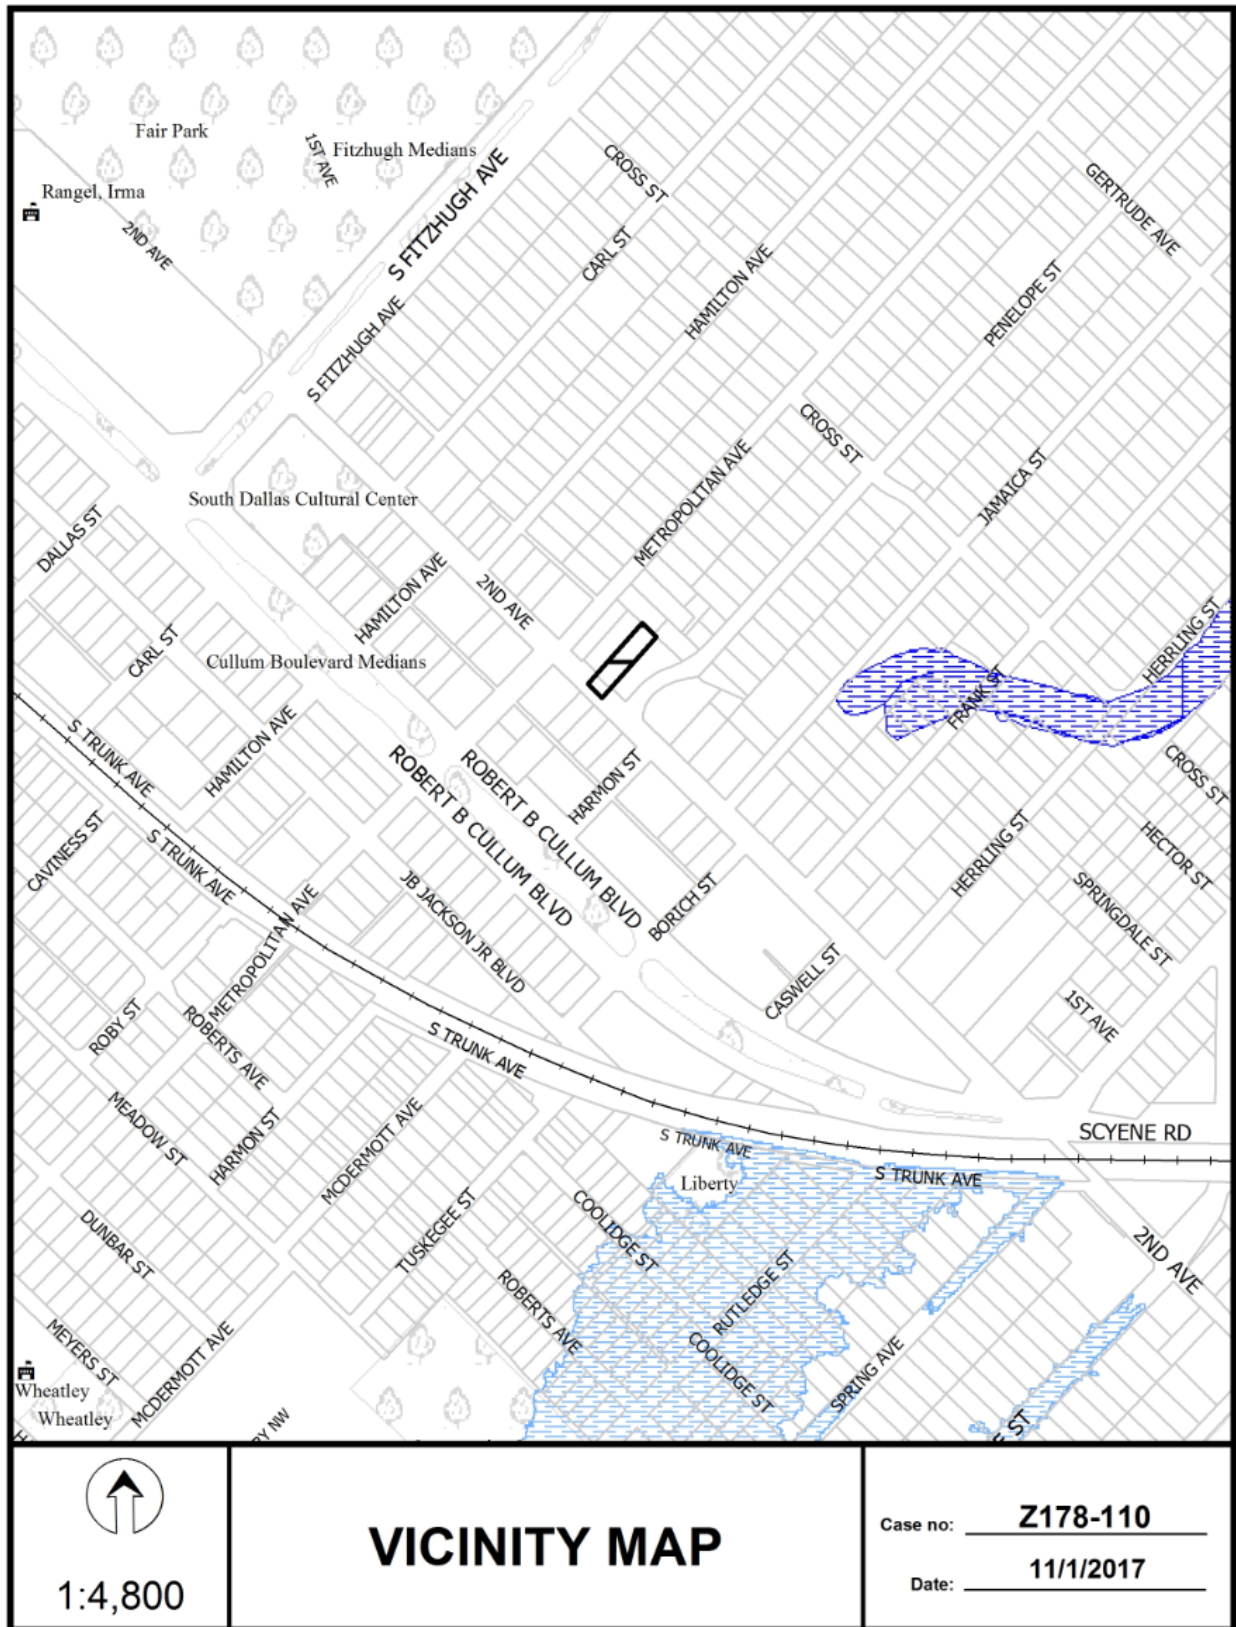 Fair Park
1ST AVE
Fitzhugh Medians
Rangel, Irma
2ND AVE
S FITZHUGH AVE
S FITZHUGH AVE
CROSS ST
CARL ST
HAMILTON AVE
GERTRUDE AVE
PENELOPE ST
CROSS ST
METROPOLITAN AVE
JAMAICA ST
South Dallas Cultural Center
DALLAS ST
HAMILTON AVE
2ND AVE
CARL ST
Cullum Boulevard Medians
HERRLING ST
FRANK ST
S TRUNK AVE
HAMILTON AVE
ROBERT B CULLUM BLVD
ROBERT B CULLUM BLVD
HARMON ST
CROSS ST
CAVINESS ST
S TRUNK AVE
HERRLING ST
HECTOR ST
METROPOLITAN AVE
JB JACKSON JR BLVD
BORICH ST
SPRINGDALE ST
CASWELL ST
ROBY ST
ROBERTS AVE
1ST AVE
S TRUNK AVE
MEADOW ST
HARMON ST
MCDERMOTT AVE
SCYENE RD
S TRUNK AVE
S TRUNK AVE
Liberty
DUNBAR ST
TUSKEGEE ST
COOLIDGE ST
2ND AVE
ROBERTS AVE
RUTLEDGE ST
MEYERS ST
MCDERMOTT AVE
COOLIDGE ST
SPRING AVE
Wheatley
Wheatley
BY NW
E ST
1:4,800
VICINITY MAP
Case no: Z178-110
Date: 11/1/2017